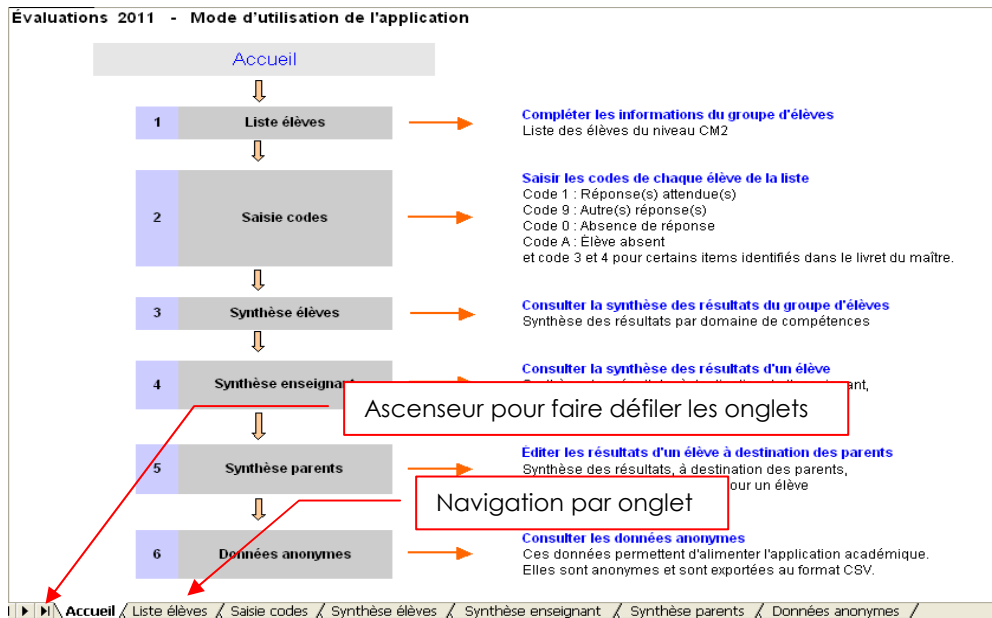 Évaluations 2011 - Mode d'utilisation de l'application
Accueil
1 Liste élèves
Compléter les informations du groupe d'élèves
Liste des élèves du niveau CM2
2 Saisie codes
Saisir les codes de chaque élève de la liste
Code 1 : Réponse(s) attendue(s)
Code 9 : Autre(s) réponse(s)
Code 0 : Absence de réponse
Code A : Élève absent
et code 3 et 4 pour certains items identifiés dans le livret du maître.
3 Synthèse élèves
Consulter la synthèse des résultats du groupe d'élèves
Synthèse des résultats par domaine de compétences
4 Synthèse enseignant
Consulter la synthèse des résultats d'un élève
Ascenseur pour faire défiler les onglets
5 Synthèse parents
Éditer les résultats d'un élève à destination des parents
Synthèse des résultats, à destination des parents,
un élève
Navigation par onglet
6 Données anonymes
Consulter les données anonymes
Ces données permettent d'alimenter l'application académique.
Elles sont anonymes et sont exportées au format CSV.
Accueil / Liste élèves / Saisie codes / Synthèse élèves / Synthèse enseignant / Synthèse parents / Données anonymes /